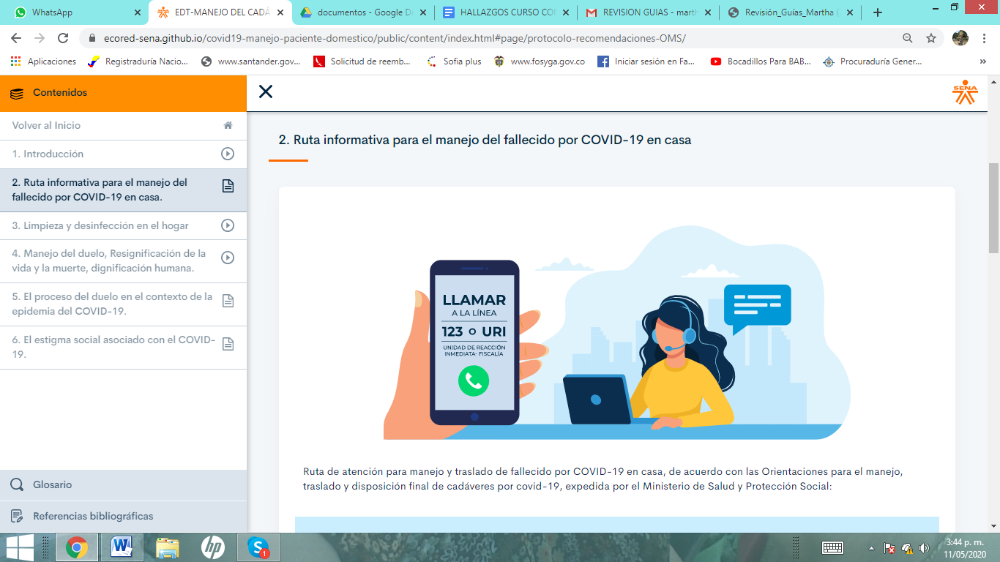 WhatsApp
EDT-MANEJO DEL CADÁ
documentos - Google Dr
HALLAZGOS CURSO CON
REVISION GUIAS - marth
Revisión_Guías_Martha (
ecored-sena.github.io/covid19-manejo-paciente-domestico/public/content/index.html#page/protocolo-recomendaciones-OMS/
Aplicaciones
Registraduría Nacio...
www.santander.gov...
Solicitud de reemb...
Sofia plus
www.fosyga.gov.co
Iniciar sesión en Fa...
Bocadillos Para BAB...
Procuraduría Gener...
»
Contenidos
Volver al Inicio
1. Introducción
2. Ruta informativa para el manejo del
fallecido por COVID-19 en casa.
3. Limpieza y desinfección en el hogar
4. Manejo del duelo, Resignificación de la
vida y la muerte, dignificación humana.
5. El proceso del duelo en el contexto de la
epidemia del COVID-19.
6. El estigma social asociado con el COVID-
19.
Glosario
Referencias bibliográficas
SENA
2. Ruta informativa para el manejo del fallecido por COVID-19 en casa
LLAMAR
A LA LÍNEA
123 o URI
UNIDAD DE REACCIÓN
INMEDIATA- FISCALÍA
Ruta de atención para manejo y traslado de fallecido por COVID-19 en casa, de acuerdo con las Orientaciones para el manejo,
traslado y disposición final de cadáveres por covid-19, expedida por el Ministerio de Salud y Protección Social:
hp
1
3:44 p. m.
11/05/2020